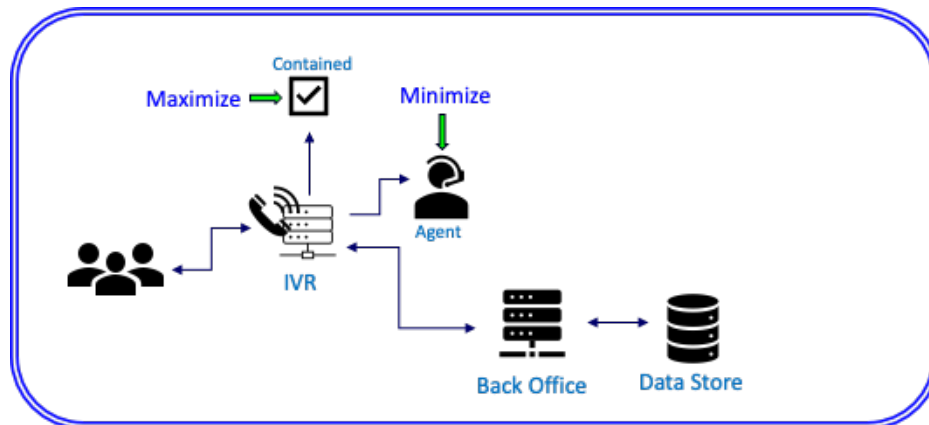 Contained
Maximize
Minimize
Agent
IVR
Back Office
Data Store